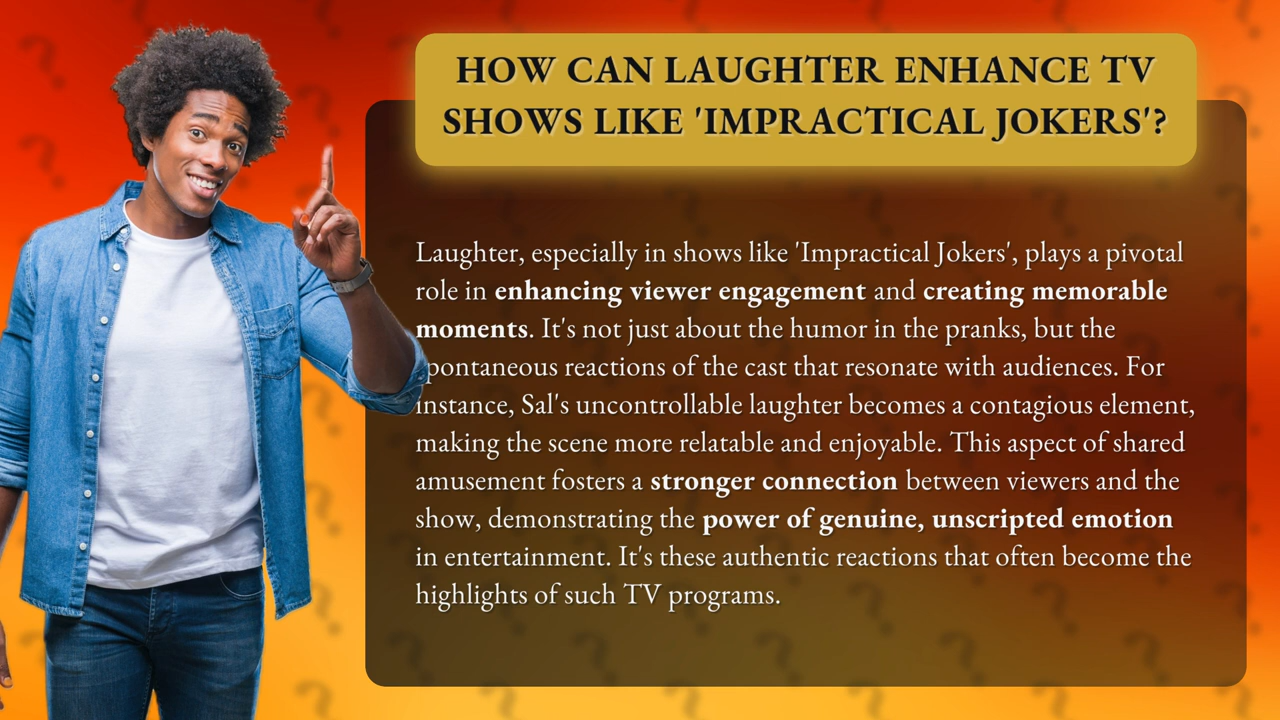 HOW CAN LAUGHTER ENHANCE TV
SHOWS LIKE 'IMPRACTICAL JOKERS'?
Laughter, especially in shows like 'Impractical Jokers', plays a pivotal
role in enhancing viewer engagement and creating memorable
moments. It's not just about the humor in the pranks, but the
spontaneous reactions of the cast that resonate with audiences. For
instance, Sal's uncontrollable laughter becomes a contagious element,
making the scene more relatable and enjoyable. This aspect of shared
amusement fosters a stronger connection between viewers and the
show, demonstrating the power of genuine, unscripted emotion
in entertainment. It's these authentic reactions that often become the
highlights of such TV programs.